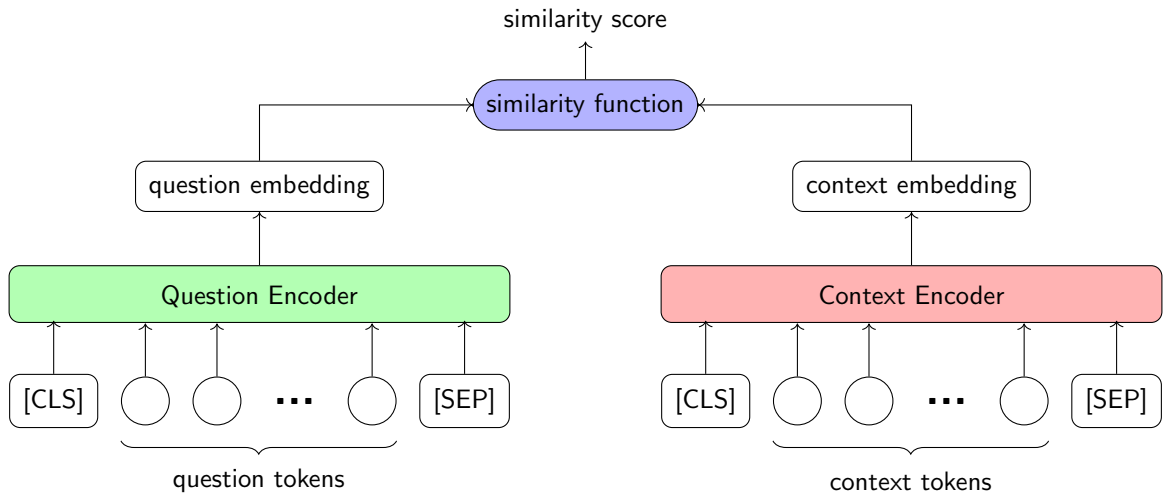 similarity score
similarity function
question embedding
context embedding
Question Encoder
Context Encoder
[CLS] ... [SEP]
[CLS] ... [SEP]
question tokens
context tokens